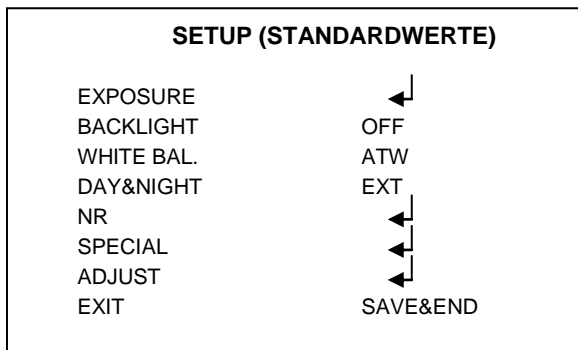 SETUP (STANDARDWERTE)
EXPOSURE ↵
BACKLIGHT OFF
WHITE BAL. ATW
DAY&NIGHT EXT
NR ↵
SPECIAL ↵
ADJUST ↵
EXIT SAVE&END